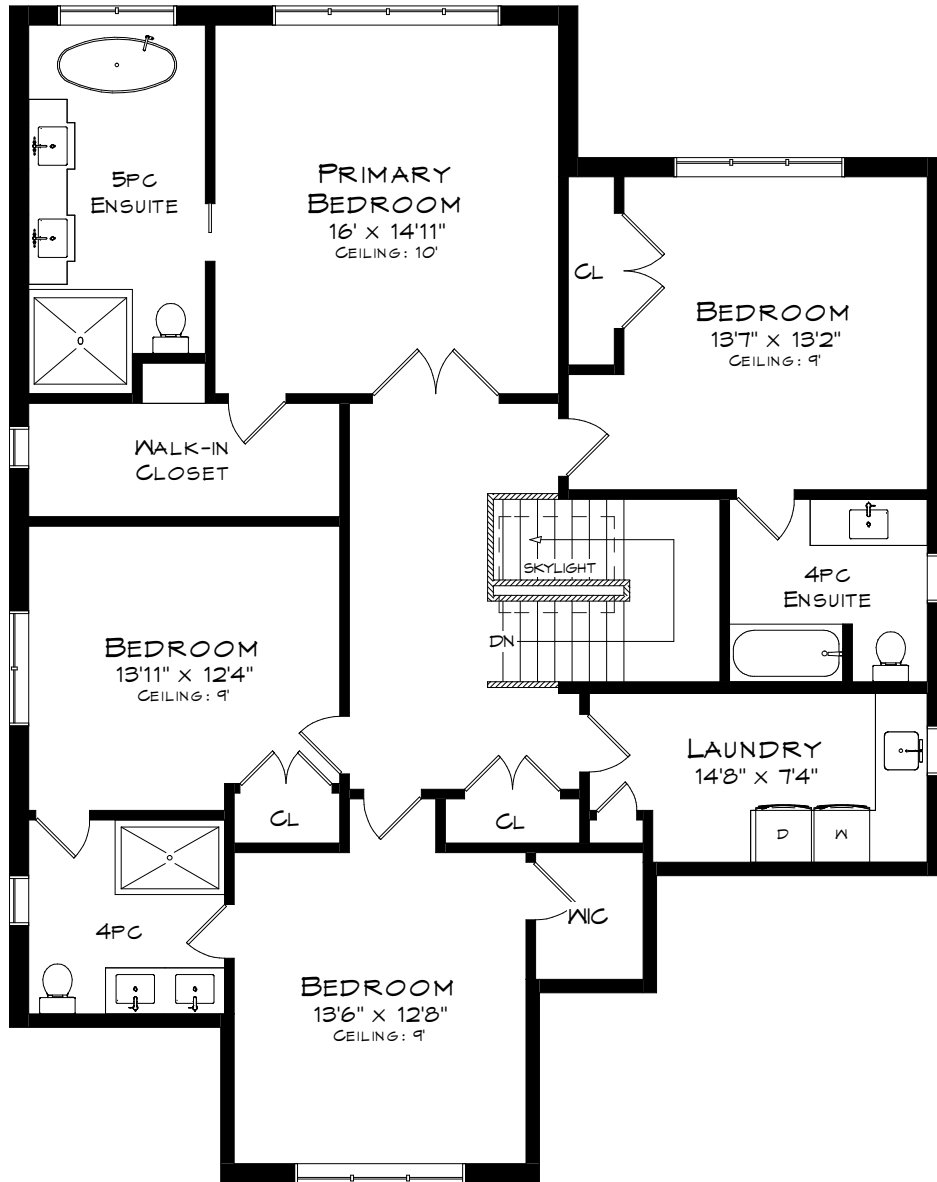 5PC
ENSUITE
PRIMARY
BEDROOM
16' x 14'11"
CEILING: 10'
CL
BEDROOM
13'7" x 13'2"
CEILING: 9'
WALK-IN
CLOSET
SKYLIGHT
DN
4PC
ENSUITE
BEDROOM
13'11" x 12'4"
CEILING: 9'
LAUNDRY
14'8" x 7'4"
D
W
CL
CL
4PC
WIC
BEDROOM
13'6" x 12'8"
CEILING: 9'